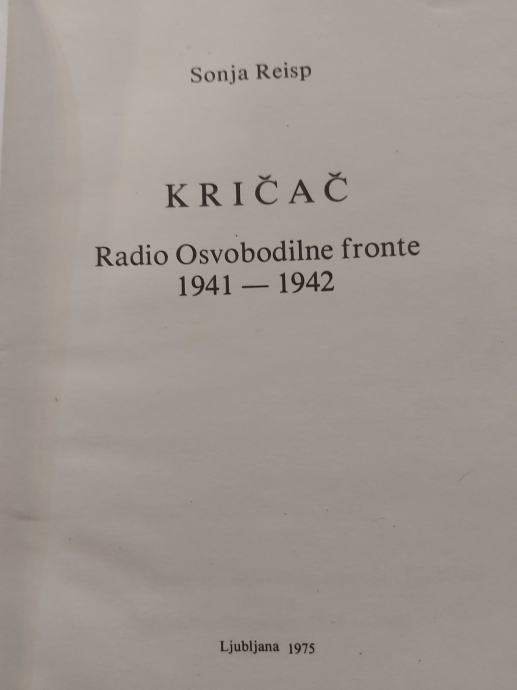 Sonja Reisp
KRIČAČ
Radio Osvobodilne fronte
1941 — 1942
Ljubljana 1975